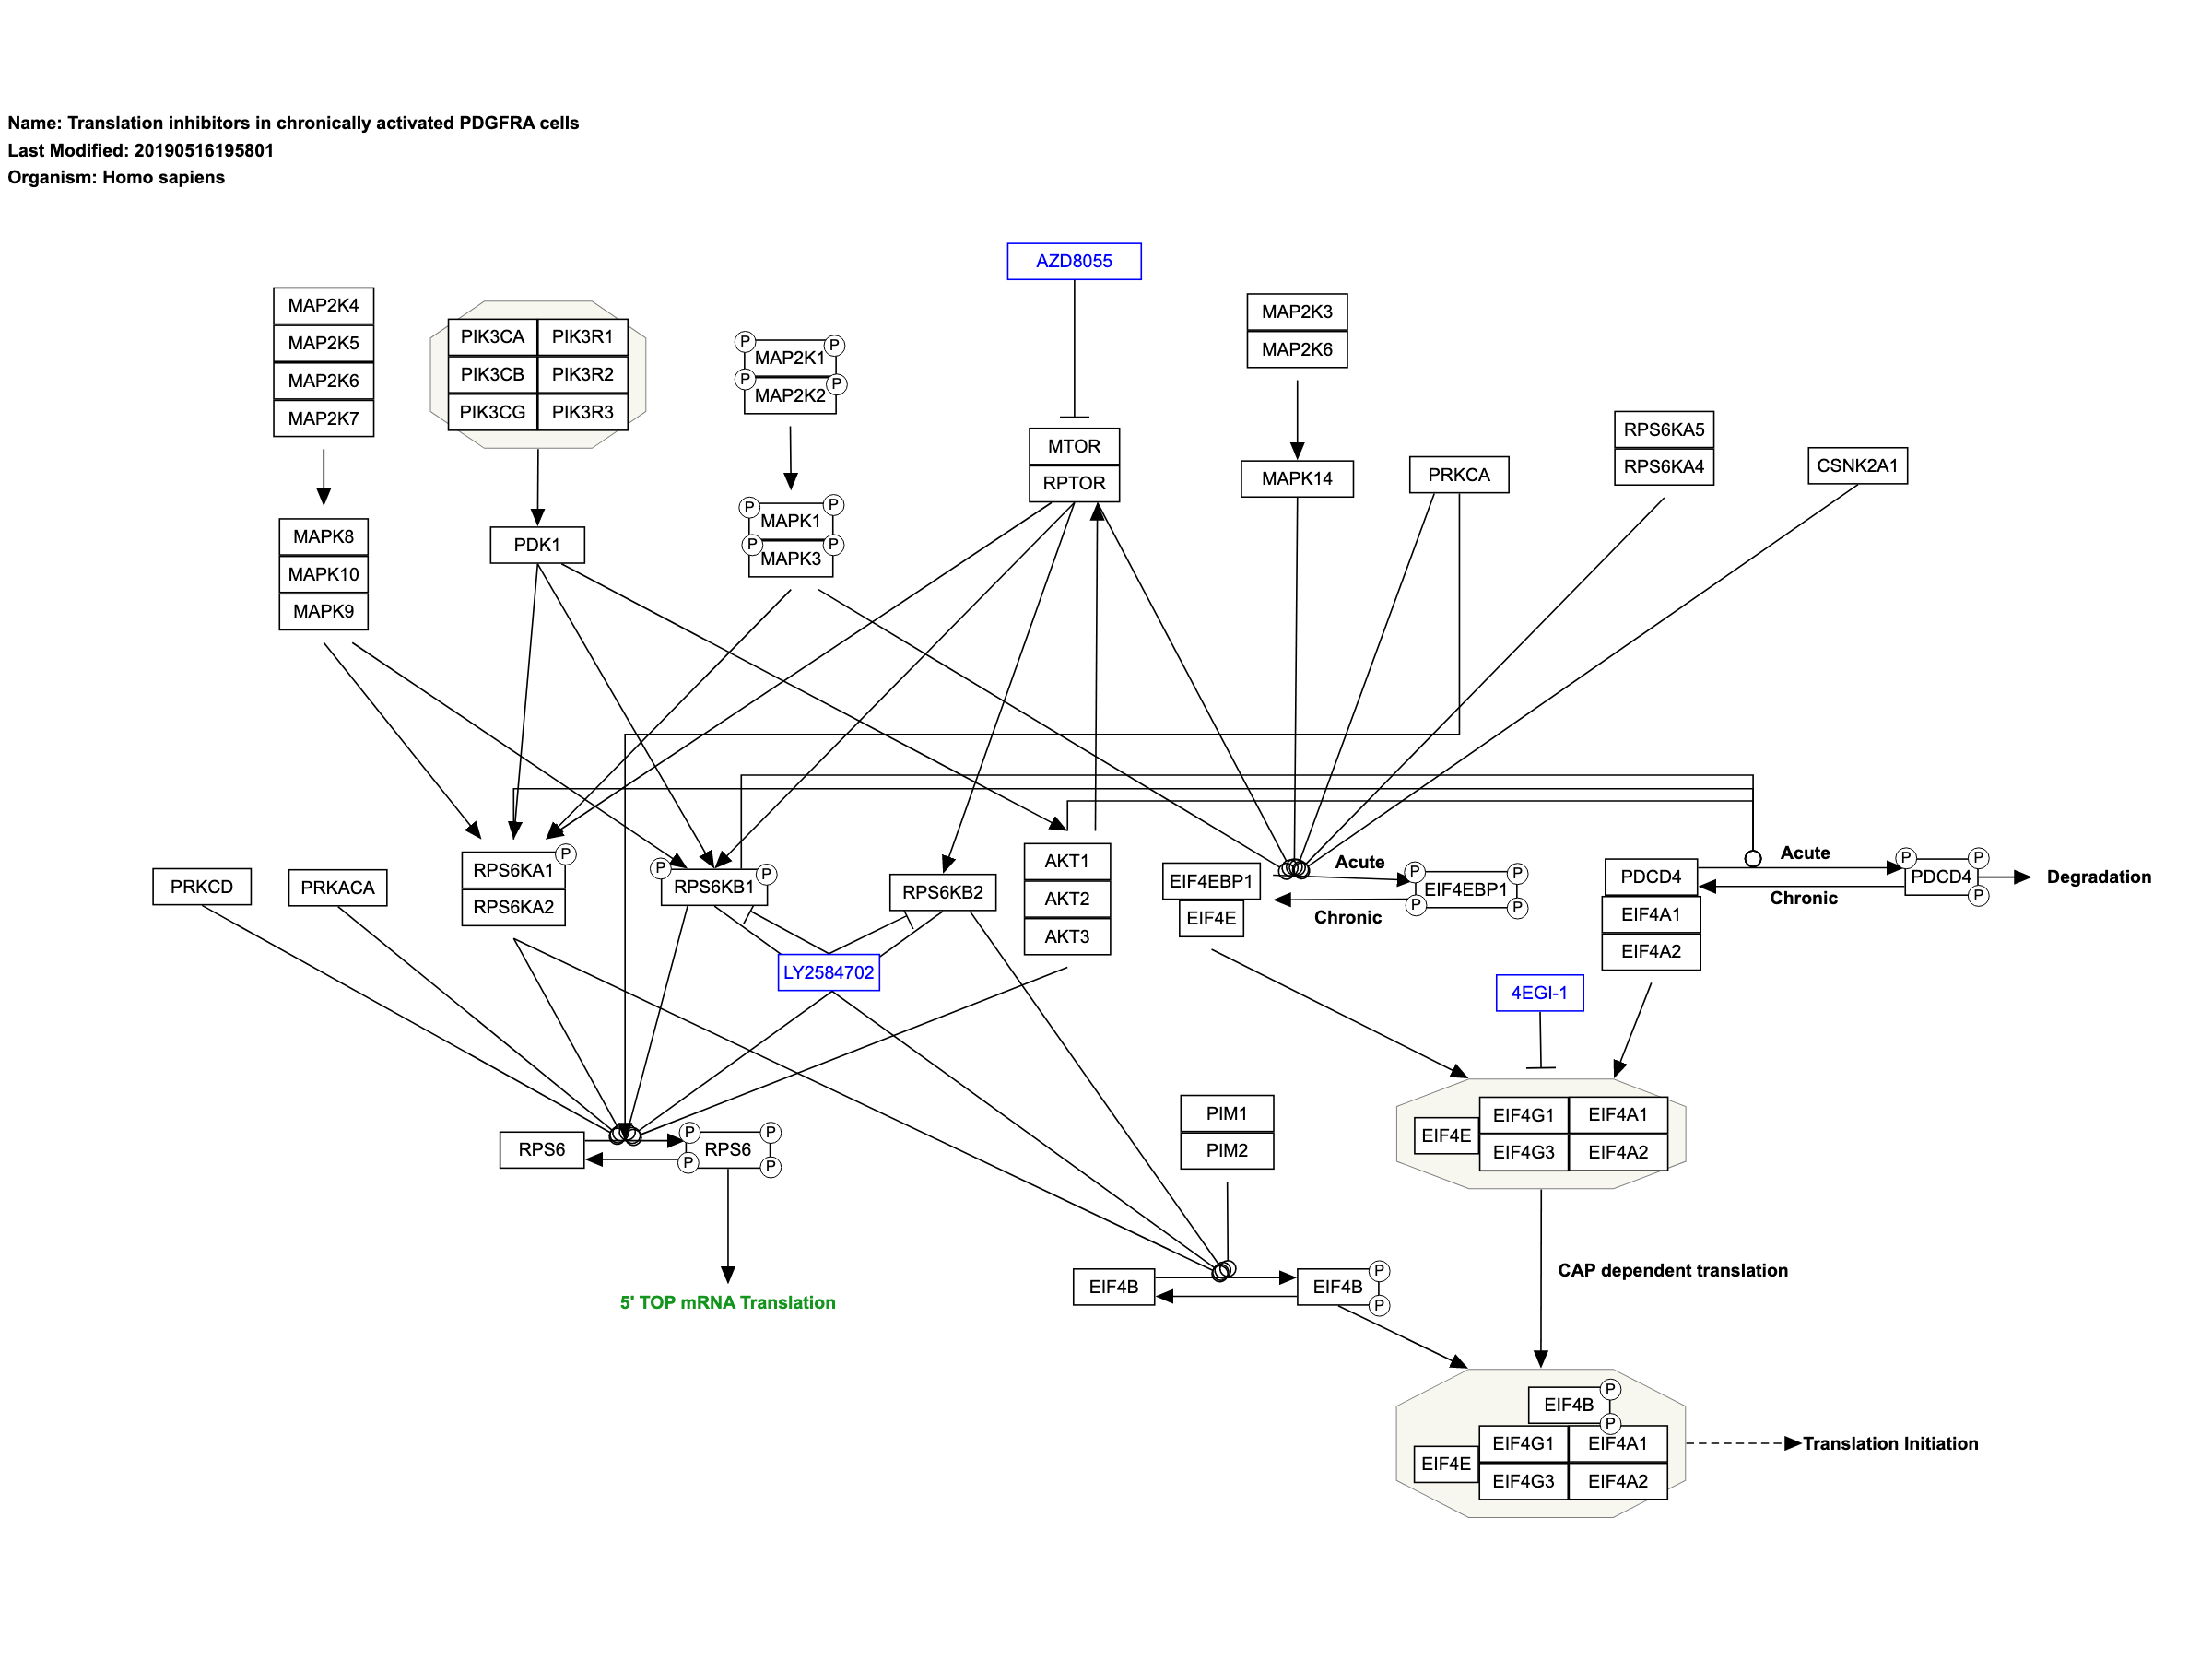 Name: Translation inhibitors in chronically activated PDGFRA cells
Last Modified: 20190516195801
Organism: Homo sapiens
AZD8055
MAP2K4
MAP2K5
MAP2K6
MAP2K7
PIK3CA PIK3R1
PIK3CB PIK3R2
PIK3CG PIK3R3
P P
MAP2K1
P P
MAP2K2
MAP2K3
MAP2K6
MTOR
RPTOR
MAPK14
PRKCA
RPS6KA5
RPS6KA4
CSNK2A1
MAPK8
MAPK10
MAPK9
PDK1
P P
MAPK1
P P
MAPK3
PRKCD
PRKACA
P
RPS6KA1
RPS6KA2
P P
RPS6KB1
RPS6KB2
AKT1
AKT2
AKT3
EIF4EBP1
EIF4E
Acute
Chronic
P P
EIF4EBP1
P P
PDCD4
EIF4A1
EIF4A2
Acute
Chronic
P P
PDCD4
P
Degradation
LY2584702
4EGI-1
EIF4G1 EIF4A1
EIF4E
EIF4G3 EIF4A2
PIM1
PIM2
RPS6
P P
RPS6
P P
5' TOP mRNA Translation
EIF4B
P
EIF4B
P
CAP dependent translation
P
EIF4B
P
EIF4G1 EIF4A1
EIF4E
EIF4G3 EIF4A2
Translation Initiation